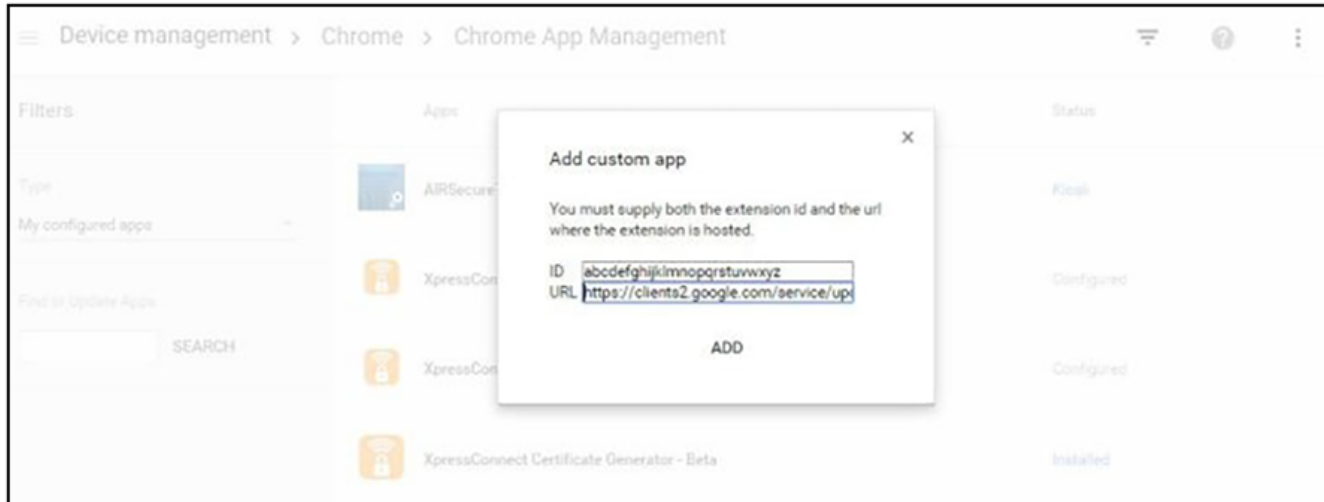 Device management > Chrome > Chrome App Management
Filters
Apps
Status
Add custom app
Type
AIRSecure
Kiosk
You must supply both the extension id and the url
where the extension is hosted.
My configured apps
ID abcdefghijklmnopqrstuvwxyz
XpressCon
Configured
URL https://clients2.google.com/service/up
Find or Update Apps
SEARCH
ADD
XpressCon
Configured
XpressConnect Certificate Generator - Beta
Installed